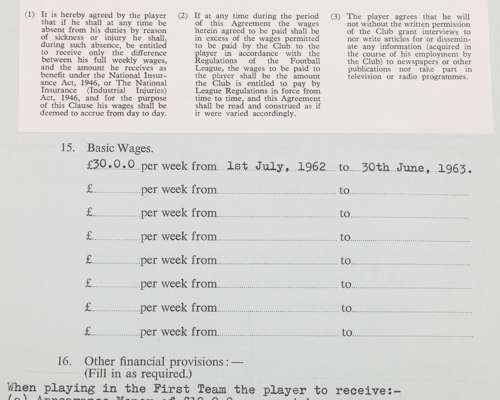 (1) It is hereby agreed by the player
that if he shall at any time be
absent from his duties by reason
of sickness or injury he shall,
during such absence, be entitled
to receive only the difference
between his full weekly wages,
and the amount he receives as
benefit under the National Insur-
ance Act, 1946, or The National
Insurance (Industrial Injuries)
Act, 1946, and for the purpose
of this Clause his wages shall be
deemed to accrue from day to day.
(2) If at any time during the period
of this Agreement the wages
herein agreed to be paid shall be
in excess of the wages permitted
to be paid by the Club to the
player in accordance with the
Regulations of the Football
League, the wages to be paid to
the player shall be the amount
the Club is entitled to pay by
League Regulations in force from
time to time, and this Agreement
shall be read and construed as if
it were varied accordingly.
(3) The player agrees that he will
not without the written permission
of the Club grant interviews to
nor write articles for or dissemin-
ate any information (acquired in
the course of his employment by
the Club) to newspapers or other
publications nor take part in
television or radio programmes.
15. Basic Wages.
£30.0.0 per week from 1st July, 1962 to 30th June, 1963.
£ per week from to
£ per week from to
£ per week from to
£ per week from to
£ per week from to
£ per week from to
£ per week from to
16. Other financial provisions:—
(Fill in as required.)
When playing in the First Team the player to receive:-